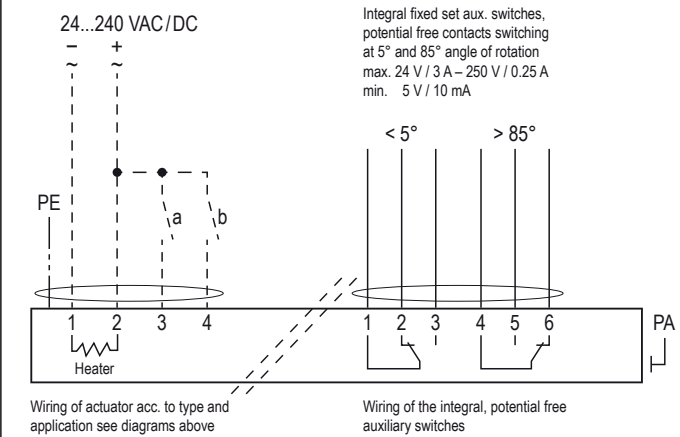 24...240 VAC/DC
– +
~ ~
PE
a b
1 2 3 4
Heater
Wiring of actuator acc. to type and
application see diagrams above
Integral fixed set aux. switches,
potential free contacts switching
at 5° and 85° angle of rotation
max. 24 V / 3 A – 250 V / 0.25 A
min. 5 V / 10 mA
< 5° > 85°
1 2 3 4 5 6
PA
Wiring of the integral, potential free
auxiliary switches